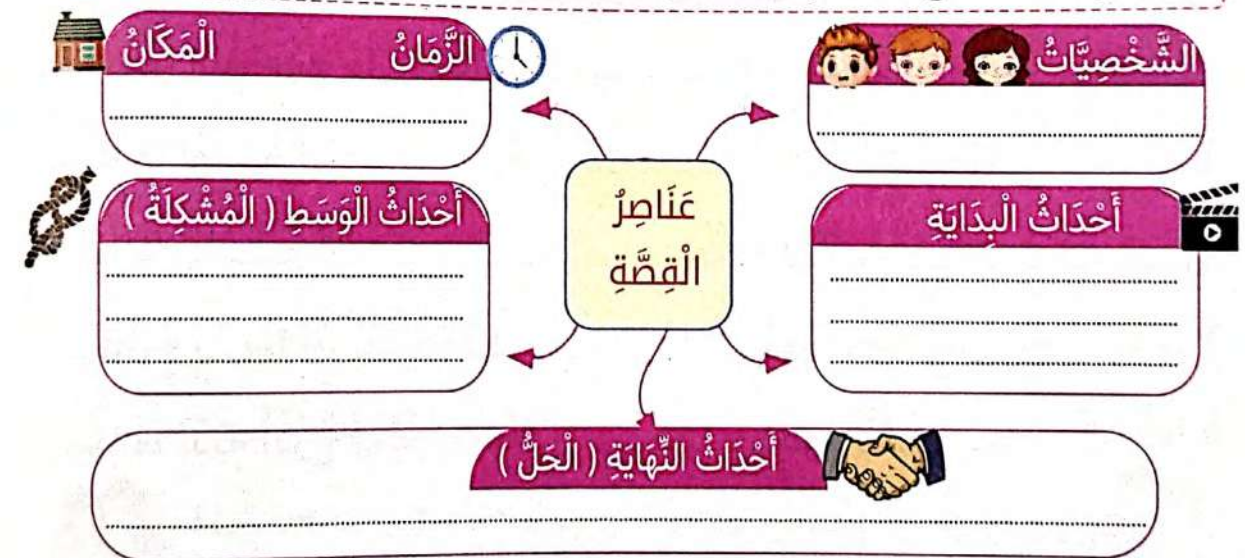 الشَّخْصِيَّاتُ
الزَّمَانُ الْمَكَانُ
عَنَاصِرُ
الْقِصَّةِ
أَحْدَاثُ الْبِدَايَةِ
أَحْدَاثُ الْوَسَطِ ( الْمُشْكِلَةُ )
أَحْدَاثُ النِّهَايَةِ ( الْحَلُّ )